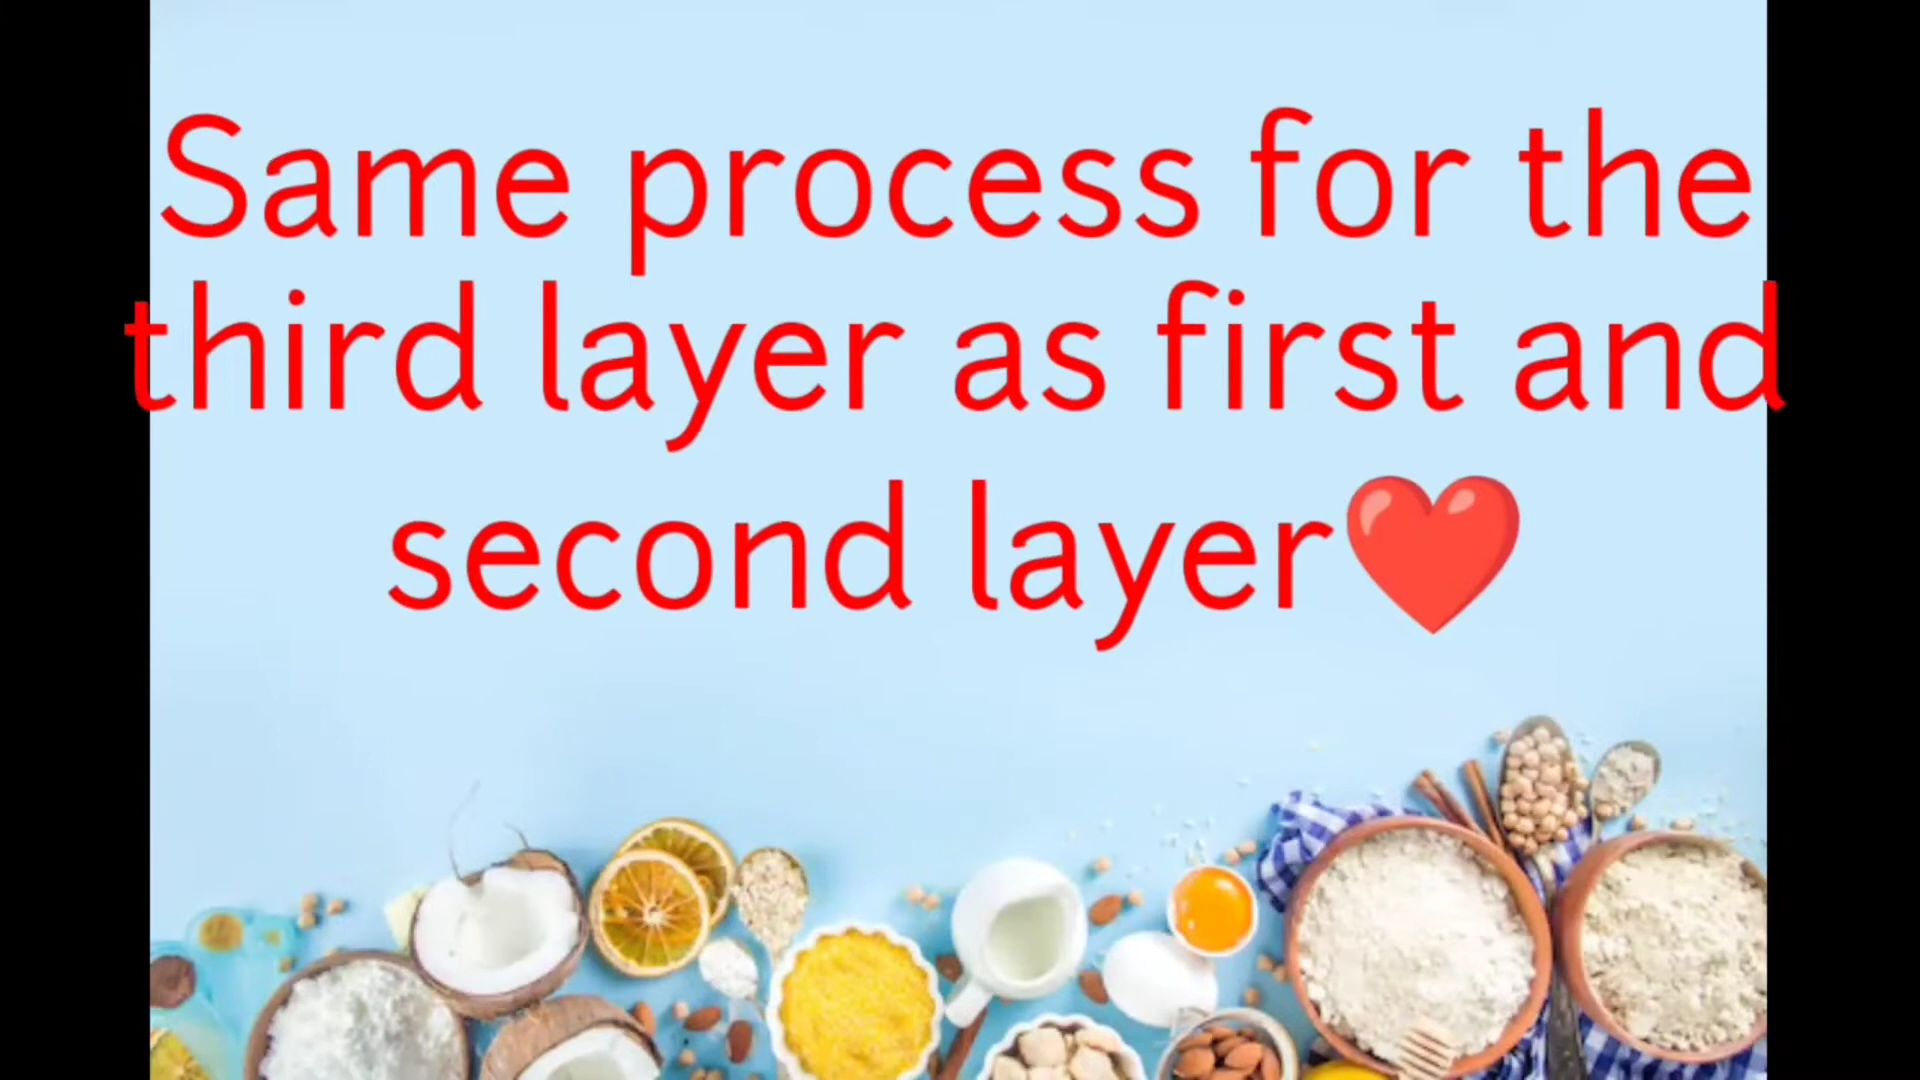 Same process for the
third layer as first and
second layer❤️